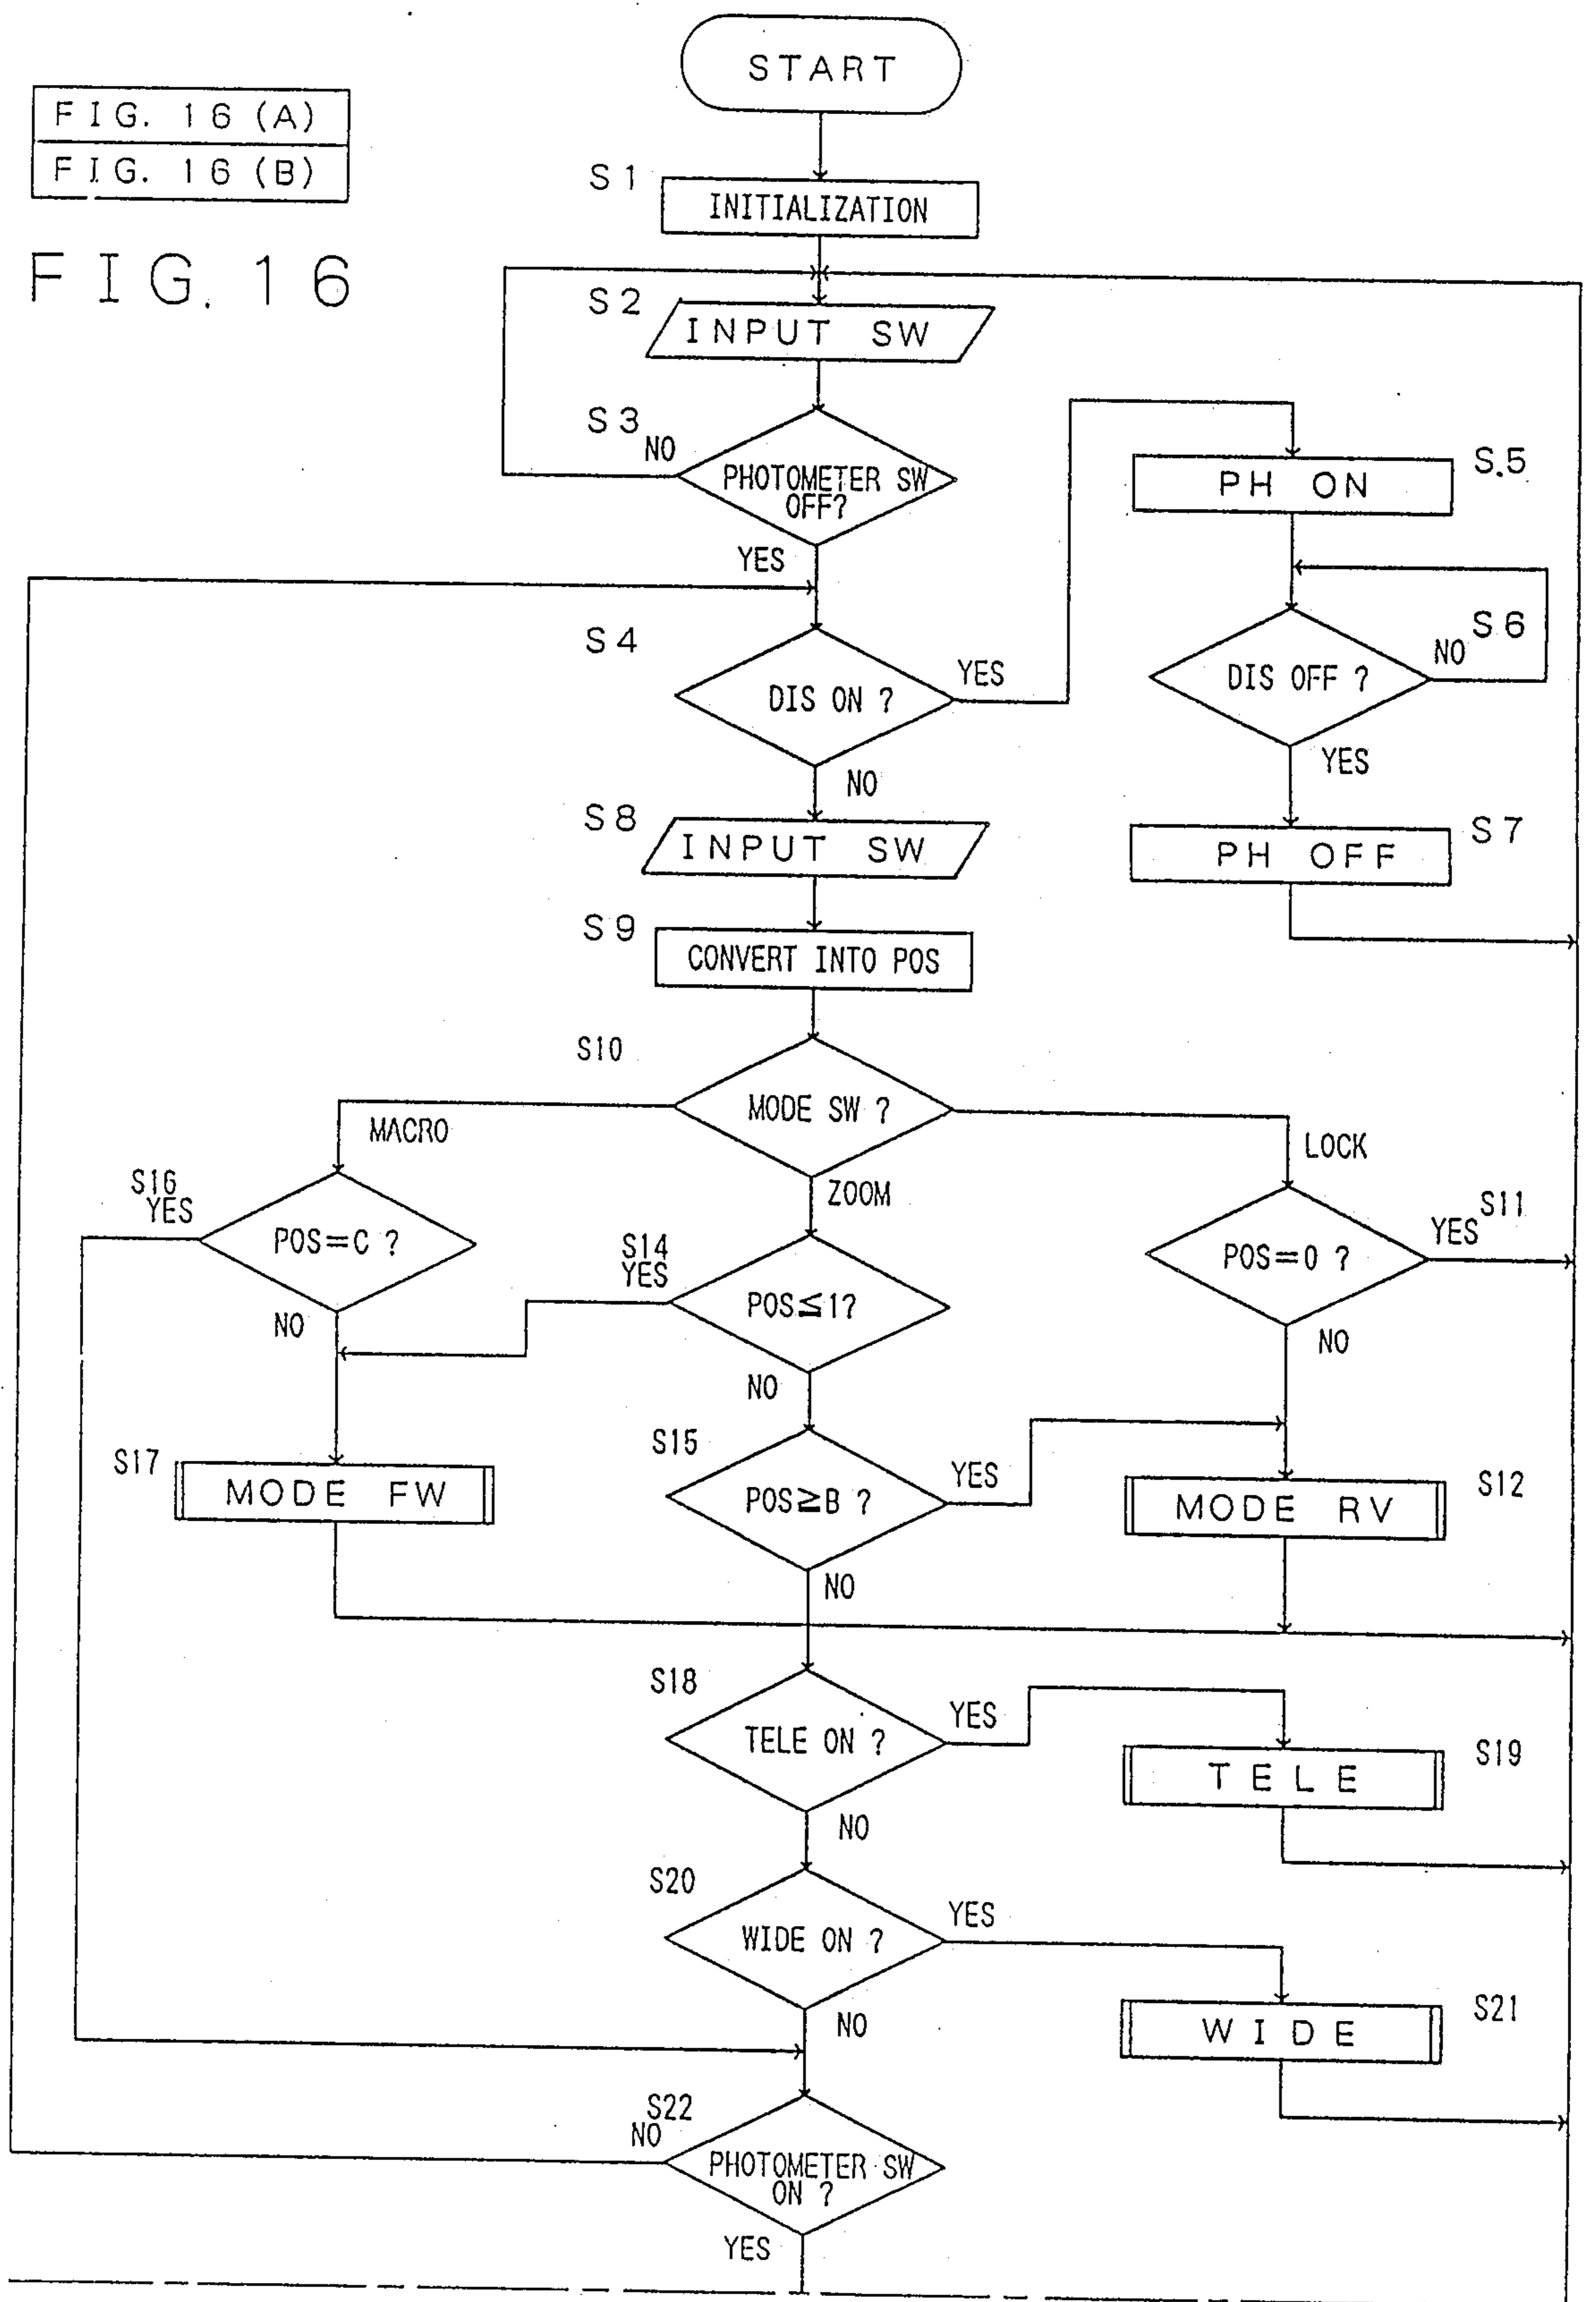 START
FIG. 16 (A)
FIG. 16 (B)
FIG. 16
S1
INITIALIZATION
S2
INPUT SW
S3
NO
PHOTOMETER SW
OFF?
YES
S.5
PH ON
S6
NO
DIS OFF ?
YES
S7
PH OFF
S4
DIS ON ?
YES
NO
S8
INPUT SW
S9
CONVERT INTO POS
S10
MODE SW ?
MACRO
ZOOM
LOCK
S16
YES
POS=C ?
NO
S14
YES
POS≦1?
NO
S11
YES
POS=0 ?
NO
S17
MODE FW
S15
POS≧B ?
YES
NO
S12
MODE RV
S18
TELE ON ?
YES
NO
S19
TELE
S20
WIDE ON ?
YES
NO
S21
WIDE
S22
NO
PHOTOMETER SW
ON ?
YES